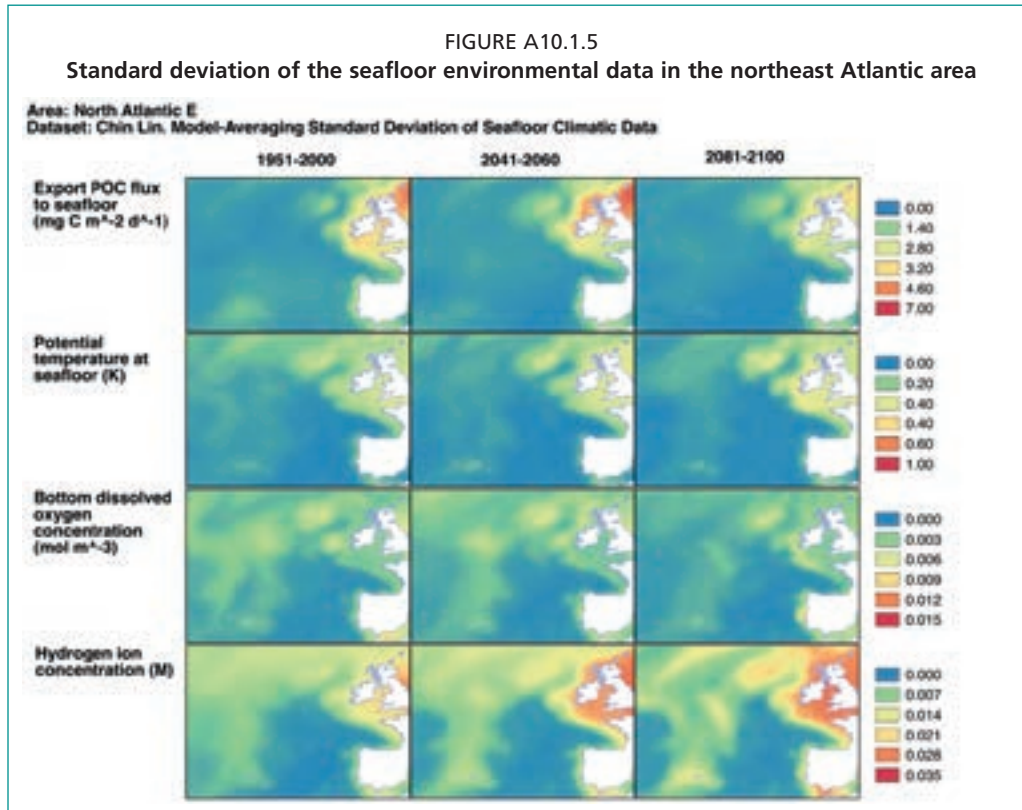 FIGURE A10.1.5
Standard deviation of the seafloor environmental data in the northeast Atlantic area
Area: North Atlantic E
Dataset: Chin Lin. Model-Averaging Standard Deviation of Seafloor Climatic Data
1951-2000 2041-2060 2081-2100
Export POC flux
to seafloor
(mg C m^-2 d^-1)
0.00
1.40
2.80
3.20
4.60
7.00
Potential
temperature at
seafloor (K)
0.00
0.20
0.40
0.40
0.60
1.00
Bottom dissolved
oxygen
concentration
(mol m^-3)
0.000
0.003
0.006
0.009
0.012
0.015
Hydrogen ion
concentration (M)
0.000
0.007
0.014
0.021
0.028
0.035